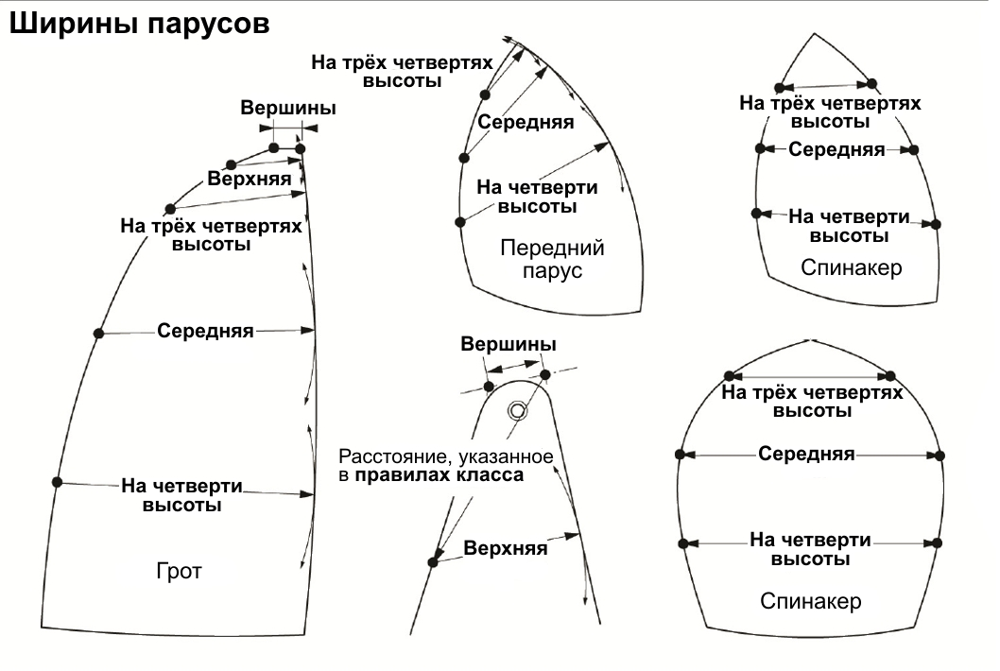 Ширины парусов
Вершины
Верхняя
На трёх четвертях
высоты
Середняя
На четверти
высоты
Грот
На трёх четвертях
высоты
Середняя
На четверти
высоты
Передний
парус
Вершины
Расстояние, указанное
в правилах класса
Верхняя
На трёх четвертях
высоты
Середняя
На четверти
высоты
Спинакер
На трёх четвертях
высоты
Середняя
На четверти
высоты
Спинакер